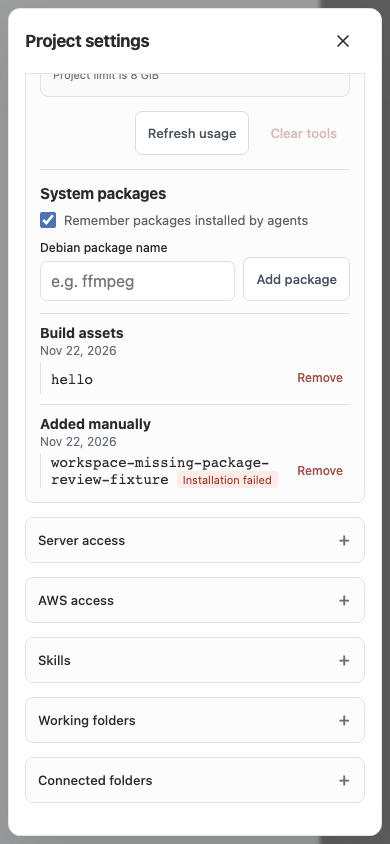 Project settings
Project limit is 8 GiB
Refresh usage
Clear tools
System packages
Remember packages installed by agents
Debian package name
e.g. ffmpeg
Add package
Build assets
Nov 22, 2026
hello
Remove
Added manually
Nov 22, 2026
workspace-missing-package-
review-fixture Installation failed
Remove
Server access
AWS access
Skills
Working folders
Connected folders